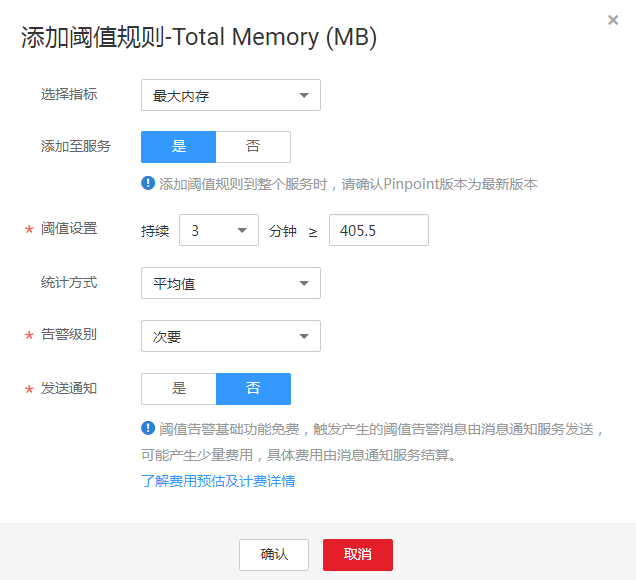 添加阈值规则-Total Memory (MB)
选择指标 最大内存
添加至服务 是 否
添加阈值规则到整个服务时，请确认Pinpoint版本为最新版本
* 阈值设置 持续 3 分钟 ≥ 405.5
统计方式 平均值
* 告警级别 次要
* 发送通知 是 否
阈值告警基础功能免费，触发产生的阈值告警消息由消息通知服务发送，
可能产生少量费用，具体费用由消息通知服务结算。
了解费用预估及计费详情
确认 取消